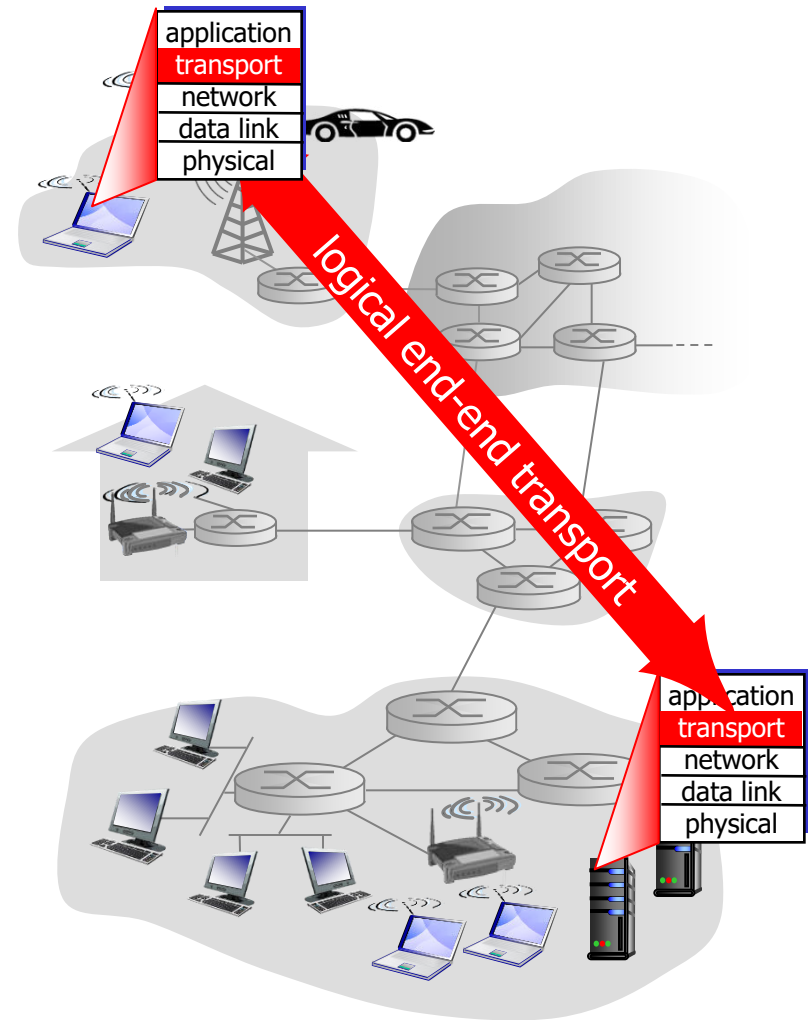 application
transport
network
data link
physical
logical end-end transport
application
transport
network
data link
physical